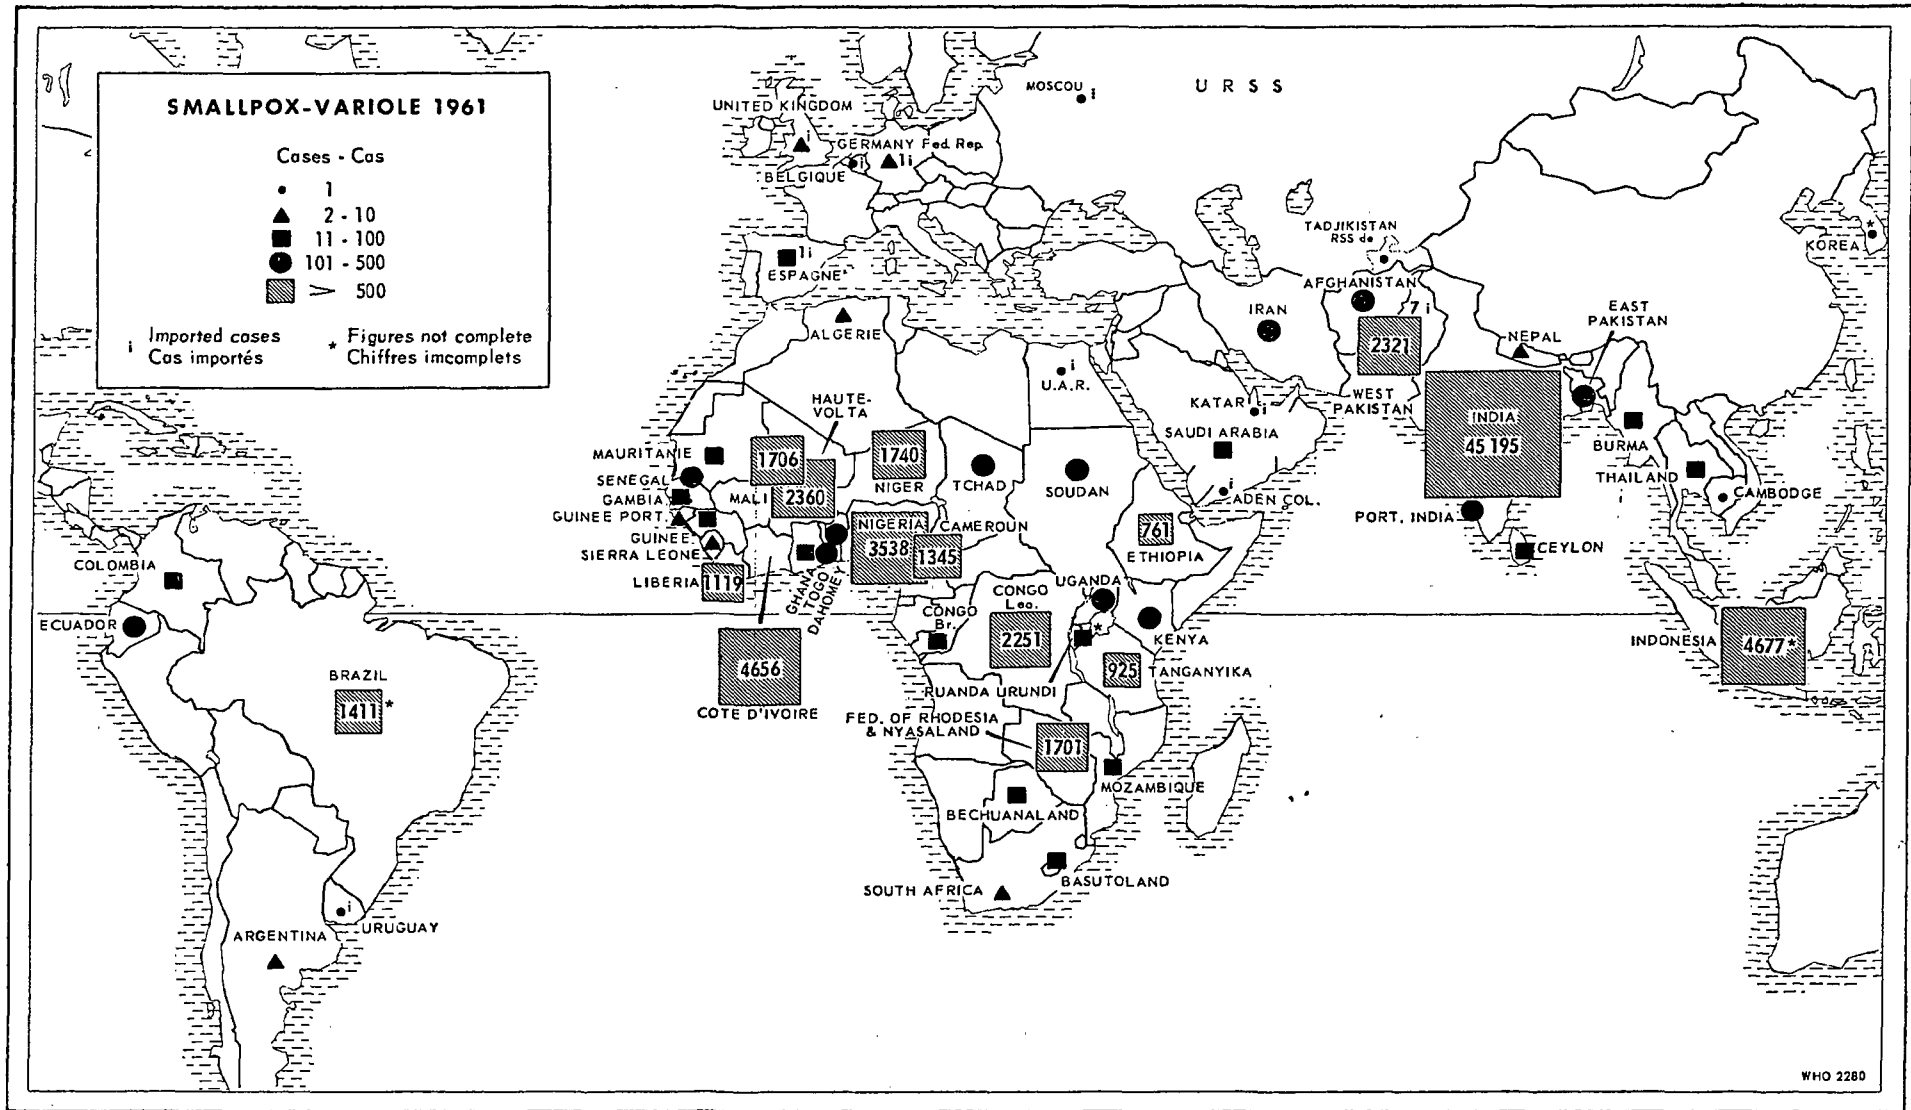 SMALLPOX-VARIOLE 1961
Cases - Cas
1
2 - 10
11 - 100
101 - 500
> 500
i Imported cases
Cas importés
* Figures not complete
Chiffres imcomplets
MOSCOU i
U R S S
UNITED KINGDOM
i
GERMANY Fed. Rep.
1i
BELGIQUE i
ESPAGNE*
1i
ALGERIE
TADJIKISTAN
RSS de
KOREA *
AFGHANISTAN
7 i
IRAN
2321
WEST
PAKISTAN
NEPAL
EAST
PAKISTAN
U.A.R. i
KATAR i
SAUDI ARABIA
ADEN COL. i
INDIA
45 195
BURMA
THAILAND
i
CAMBODGE
PORT. INDIA
CEYLON
INDONESIA
4677*
HAUTE-
VOLTA
MAURITANIE
SENEGAL
GAMBIA
GUINEE PORT.
GUINEE
SIERRA LEONE
LIBERIA
1119
1706
MALI
2360
1740
NIGER
TCHAD
SOUDAN
NIGERIA
3538
CAMEROUN
1345
761
ETHIOPIA
GHANA
TOGO
DAHOMEY
4656
COTE D'IVOIRE
UGANDA
CONGO
Leo.
2251
CONGO
Br.
KENYA
*
925
TANGANYIKA
RUANDA URUNDI
FED. OF RHODESIA
& NYASALAND
1701
MOZAMBIQUE
BECHUANALAND
BASUTOLAND
SOUTH AFRICA
COLOMBIA
ECUADOR
BRAZIL
1411 *
i
URUGUAY
ARGENTINA
WHO 2280